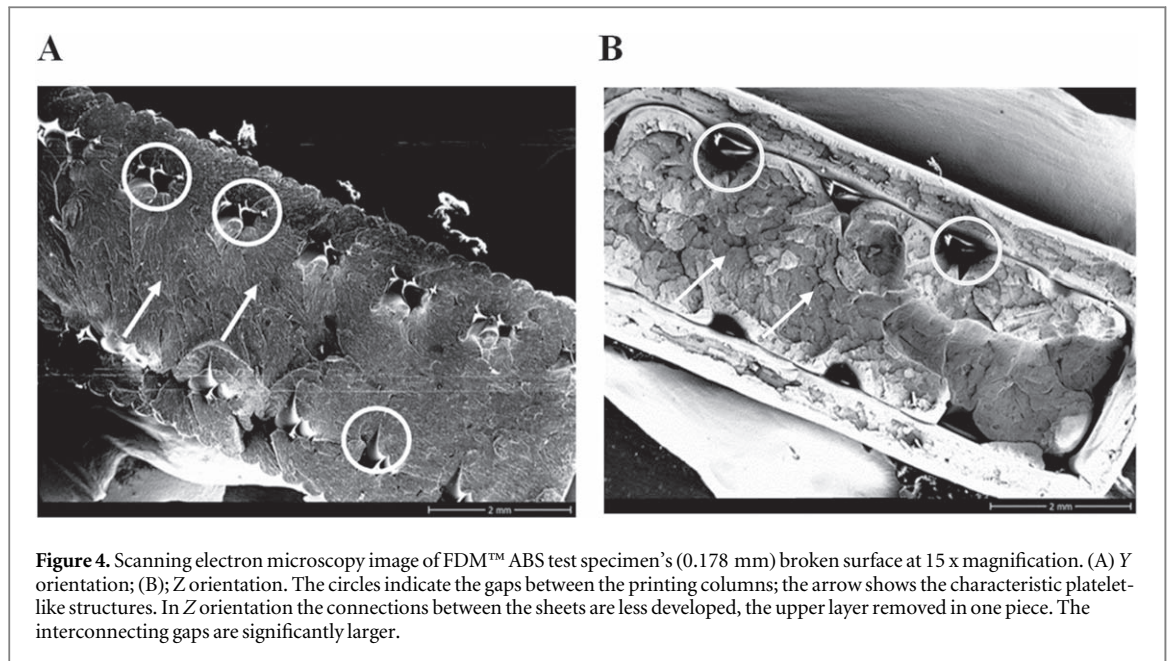 A
B
2 mm
2 mm
Figure 4. Scanning electron microscopy image of FDM™ ABS test specimen's (0.178 mm) broken surface at 15 x magnification. (A) Y
orientation; (B); Z orientation. The circles indicate the gaps between the printing columns; the arrow shows the characteristic platelet-
like structures. In Z orientation the connections between the sheets are less developed, the upper layer removed in one piece. The
interconnecting gaps are significantly larger.